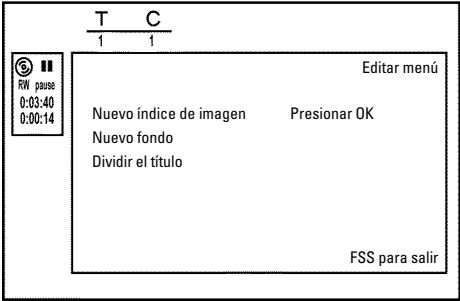 T C
1 1
RW pause
0:03:40
0:00:14
Editar menú
Nuevo índice de imagen Presionar OK
Nuevo fondo
Dividir el título
FSS para salir